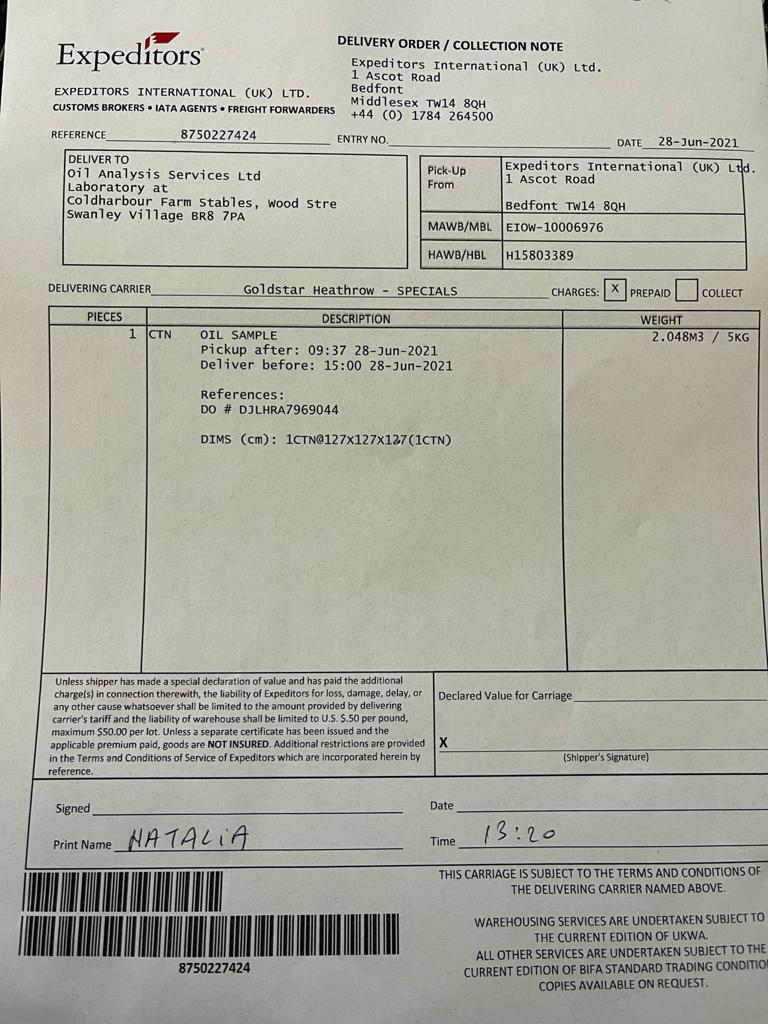 Expeditors
EXPEDITORS INTERNATIONAL (UK) LTD.
CUSTOMS BROKERS • IATA AGENTS • FREIGHT FORWARDERS
DELIVERY ORDER / COLLECTION NOTE
Expeditors International (UK) Ltd.
1 Ascot Road
Bedfont
Middlesex TW14 8QH
+44 (0) 1784 264500
REFERENCE 8750227424 ENTRY NO. DATE 28-Jun-2021
DELIVER TO
Oil Analysis Services Ltd
Laboratory at
Coldharbour Farm Stables, Wood Stre
Swanley Village BR8 7PA
Pick-Up From
Expeditors International (UK) Ltd.
1 Ascot Road
Bedfont TW14 8QH
MAWB/MBL EIOW-10006976
HAWB/HBL H15803389
DELIVERING CARRIER Goldstar Heathrow - SPECIALS CHARGES: X PREPAID COLLECT
PIECES DESCRIPTION WEIGHT
1 CTN OIL SAMPLE 2.048M3 / 5KG
Pickup after: 09:37 28-Jun-2021
Deliver before: 15:00 28-Jun-2021
References:
DO # DJLHRA7969044
DIMS (cm): 1CTN@127X127X127(1CTN)
Unless shipper has made a special declaration of value and has paid the additional
charge(s) in connection therewith, the liability of Expeditors for loss, damage, delay, or
any other cause whatsoever shall be limited to the amount provided by delivering
carrier's tariff and the liability of warehouse shall be limited to U.S. $.50 per pound,
maximum $50.00 per lot. Unless a separate certificate has been issued and the
applicable premium paid, goods are NOT INSURED. Additional restrictions are provided
in the Terms and Conditions of Service of Expeditors which are incorporated herein by
reference.
Declared Value for Carriage
X
(Shipper's Signature)
Signed Date
Print Name NATALiA Time 13:20
THIS CARRIAGE IS SUBJECT TO THE TERMS AND CONDITIONS OF
THE DELIVERING CARRIER NAMED ABOVE.
WAREHOUSING SERVICES ARE UNDERTAKEN SUBJECT TO
THE CURRENT EDITION OF UKWA.
ALL OTHER SERVICES ARE UNDERTAKEN SUBJECT TO THE
CURRENT EDITION OF BIFA STANDARD TRADING CONDITIO
COPIES AVAILABLE ON REQUEST.
8750227424